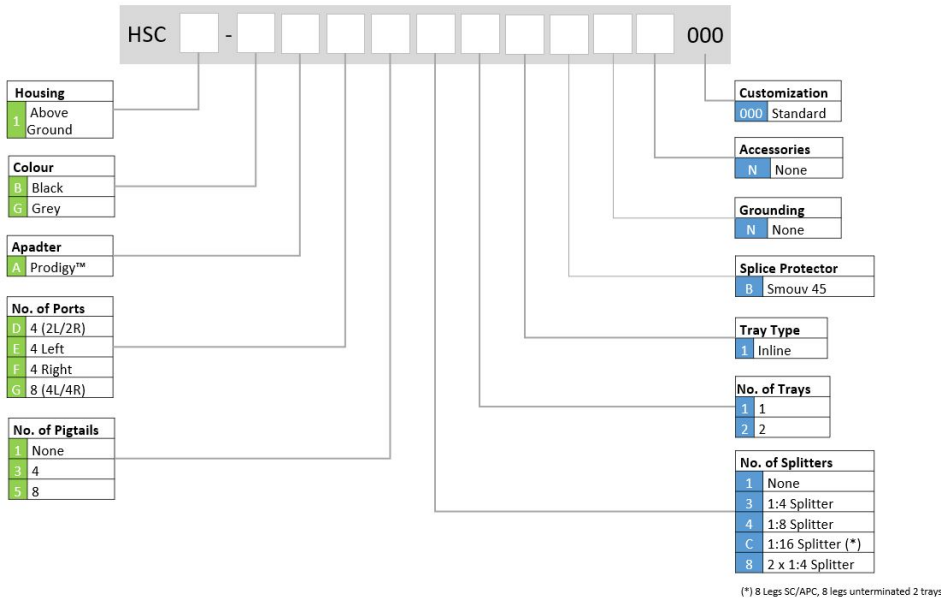 HSC - 000
Housing
1 Above Ground
Colour
B Black
G Grey
Apadter
A Prodigy™
No. of Ports
D 4 (2L/2R)
E 4 Left
F 4 Right
G 8 (4L/4R)
No. of Pigtails
1 None
3 4
5 8
Customization
000 Standard
Accessories
N None
Grounding
N None
Splice Protector
B Smouv 45
Tray Type
1 Inline
No. of Trays
1 1
2 2
No. of Splitters
1 None
3 1:4 Splitter
4 1:8 Splitter
C 1:16 Splitter (*)
8 2 x 1:4 Splitter
(*) 8 Legs SC/APC, 8 legs unterminated 2 trays